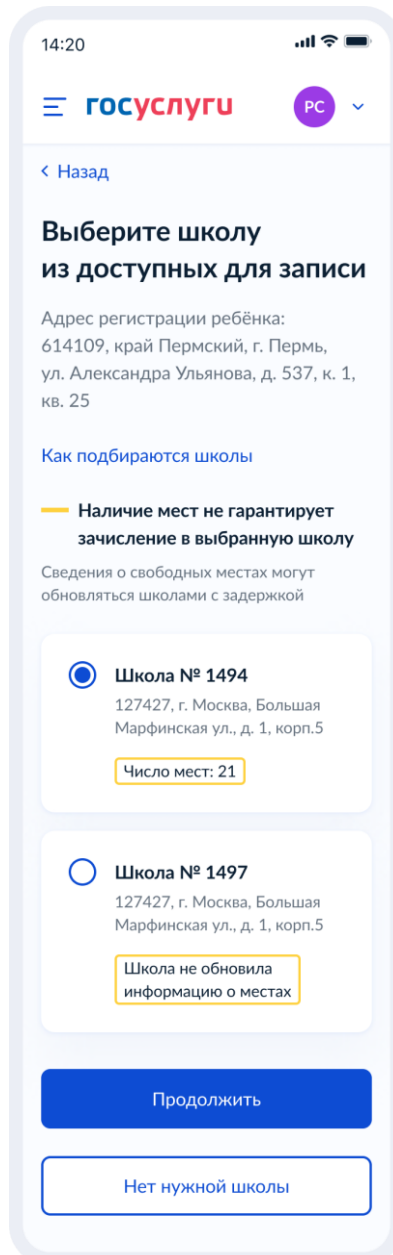 14:20
госуслуги
РС
Назад
Выберите школу
из доступных для записи
Адрес регистрации ребёнка:
614109, край Пермский, г. Пермь,
ул. Александра Ульянова, д. 537, к. 1,
кв. 25
Как подбираются школы
Наличие мест не гарантирует
зачисление в выбранную школу
Сведения о свободных местах могут
обновляться школами с задержкой
Школа № 1494
127427, г. Москва, Большая
Марфинская ул., д. 1, корп.5
Число мест: 21
Школа № 1497
127427, г. Москва, Большая
Марфинская ул., д. 1, корп.5
Школа не обновила
информацию о местах
Продолжить
Нет нужной школы